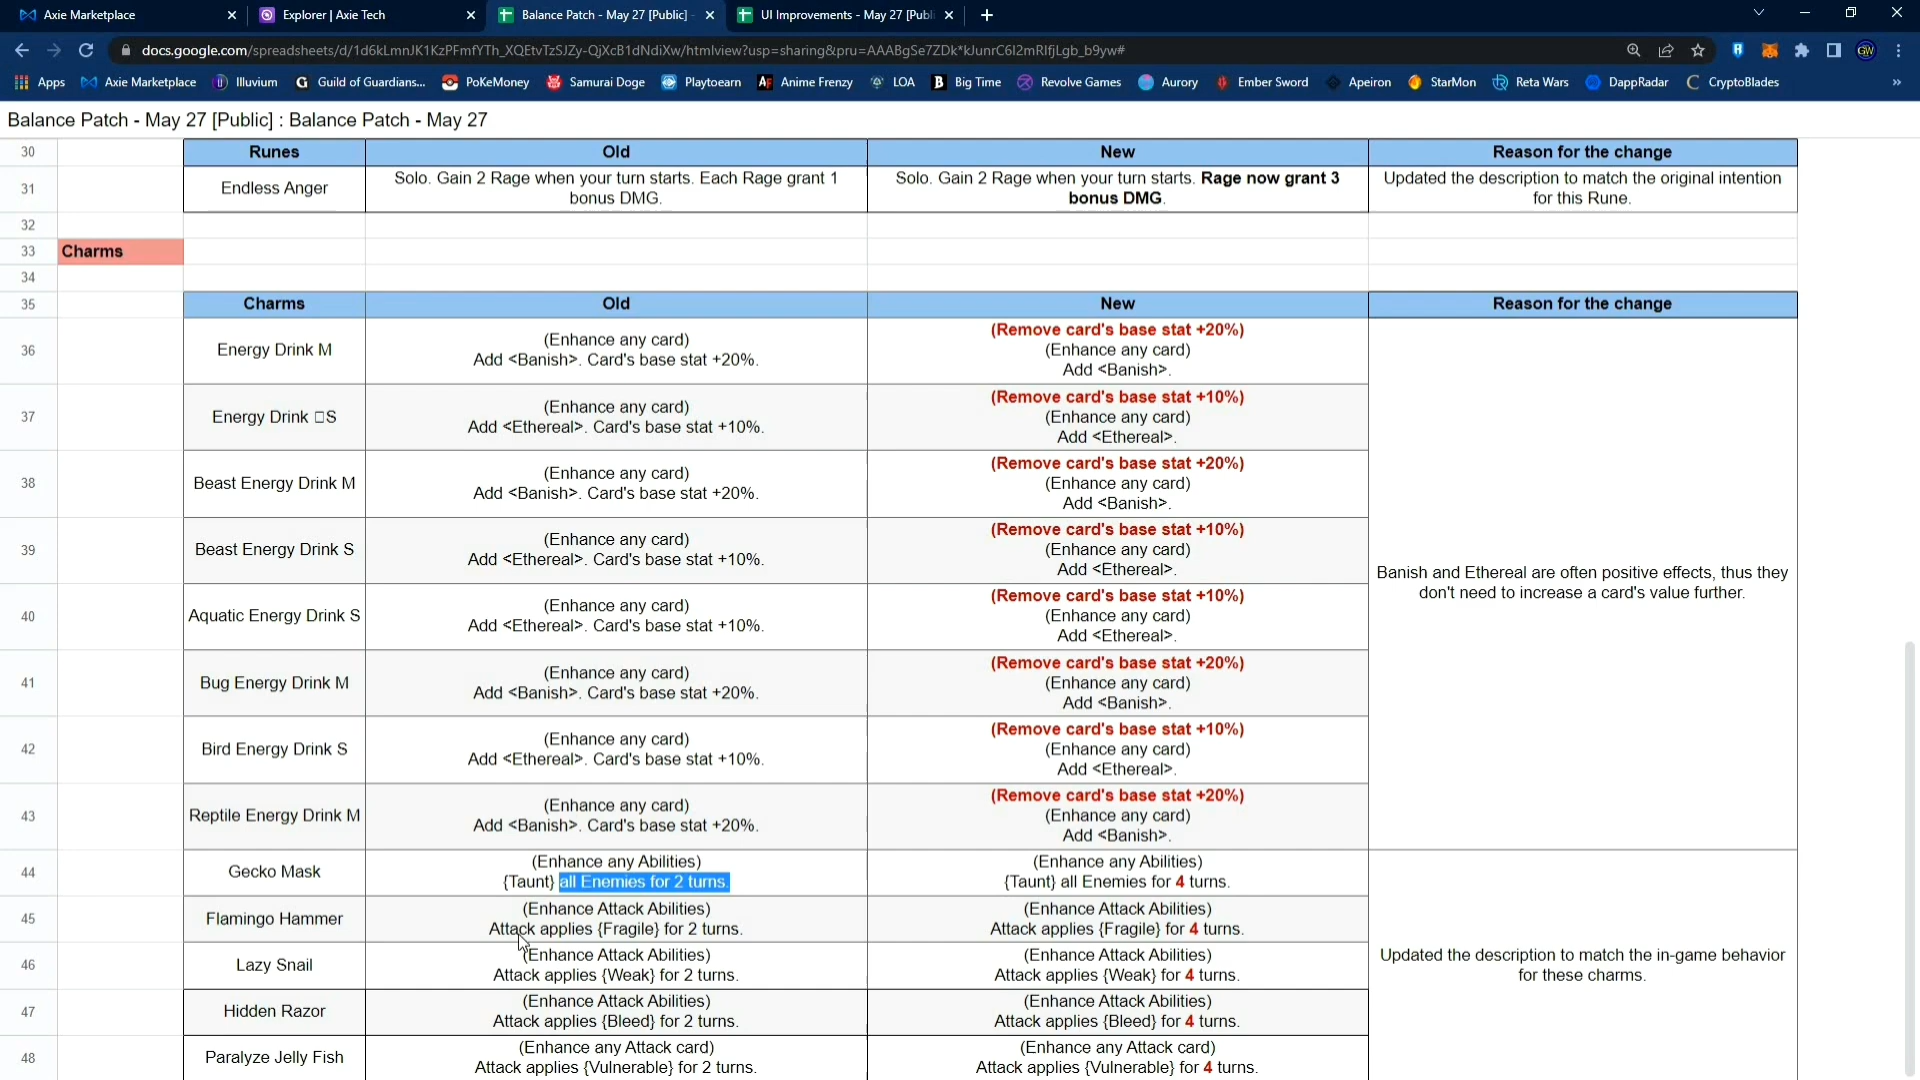 Axie Marketplace
Explorer | Axie Tech
Balance Patch - May 27 [Public] -
UI Improvements - May 27 [Publi
docs.google.com/spreadsheets/d/1d6kLmnJK1KzPFmfYTh_XQEtvTzSJZy-QjXcB1dNdiXw/htmlview?usp=sharing&pru=AAABgSe7ZDk*kJunrC6I2mRIfjLgb_b9yw#
GW
Apps
Axie Marketplace
Illuvium
Guild of Guardians...
PoKeMoney
Samurai Doge
Playtoearn
Anime Frenzy
LOA
Big Time
Revolve Games
Aurory
Ember Sword
Apeiron
StarMon
Reta Wars
DappRadar
CryptoBlades
»
Balance Patch - May 27 [Public] : Balance Patch - May 27
30
Runes
Old
New
Reason for the change
31
Endless Anger
Solo. Gain 2 Rage when your turn starts. Each Rage grant 1
bonus DMG.
Solo. Gain 2 Rage when your turn starts. Rage now grant 3
bonus DMG.
Updated the description to match the original intention
for this Rune.
32
33
Charms
34
35
Charms
Old
New
Reason for the change
36
Energy Drink M
(Enhance any card)
Add <Banish>. Card's base stat +20%.
(Remove card's base stat +20%)
(Enhance any card)
Add <Banish>.
37
Energy Drink □S
(Enhance any card)
Add <Ethereal>. Card's base stat +10%.
(Remove card's base stat +10%)
(Enhance any card)
Add <Ethereal>.
38
Beast Energy Drink M
(Enhance any card)
Add <Banish>. Card's base stat +20%.
(Remove card's base stat +20%)
(Enhance any card)
Add <Banish>.
39
Beast Energy Drink S
(Enhance any card)
Add <Ethereal>. Card's base stat +10%.
(Remove card's base stat +10%)
(Enhance any card)
Add <Ethereal>.
Banish and Ethereal are often positive effects, thus they
don't need to increase a card's value further.
40
Aquatic Energy Drink S
(Enhance any card)
Add <Ethereal>. Card's base stat +10%.
(Remove card's base stat +10%)
(Enhance any card)
Add <Ethereal>.
41
Bug Energy Drink M
(Enhance any card)
Add <Banish>. Card's base stat +20%.
(Remove card's base stat +20%)
(Enhance any card)
Add <Banish>.
42
Bird Energy Drink S
(Enhance any card)
Add <Ethereal>. Card's base stat +10%.
(Remove card's base stat +10%)
(Enhance any card)
Add <Ethereal>.
43
Reptile Energy Drink M
(Enhance any card)
Add <Banish>. Card's base stat +20%.
(Remove card's base stat +20%)
(Enhance any card)
Add <Banish>.
44
Gecko Mask
(Enhance any Abilities)
{Taunt} all Enemies for 2 turns.
(Enhance any Abilities)
{Taunt} all Enemies for 4 turns.
45
Flamingo Hammer
(Enhance Attack Abilities)
Attack applies {Fragile} for 2 turns.
(Enhance Attack Abilities)
Attack applies {Fragile} for 4 turns.
46
Lazy Snail
(Enhance Attack Abilities)
Attack applies {Weak} for 2 turns.
(Enhance Attack Abilities)
Attack applies {Weak} for 4 turns.
Updated the description to match the in-game behavior
for these charms.
47
Hidden Razor
(Enhance Attack Abilities)
Attack applies {Bleed} for 2 turns.
(Enhance Attack Abilities)
Attack applies {Bleed} for 4 turns.
48
Paralyze Jelly Fish
(Enhance any Attack card)
Attack applies {Vulnerable} for 2 turns.
(Enhance any Attack card)
Attack applies {Vulnerable} for 4 turns.